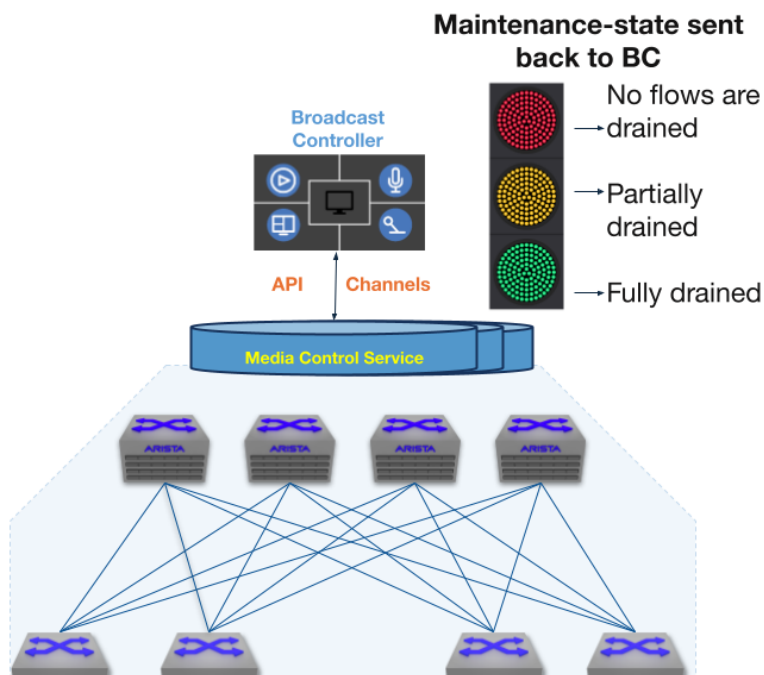 Maintenance-state sent
back to BC
No flows are
drained
Partially
drained
Fully drained
Broadcast
Controller
API
Channels
Media Control Service
ARISTA
ARISTA
ARISTA
ARISTA